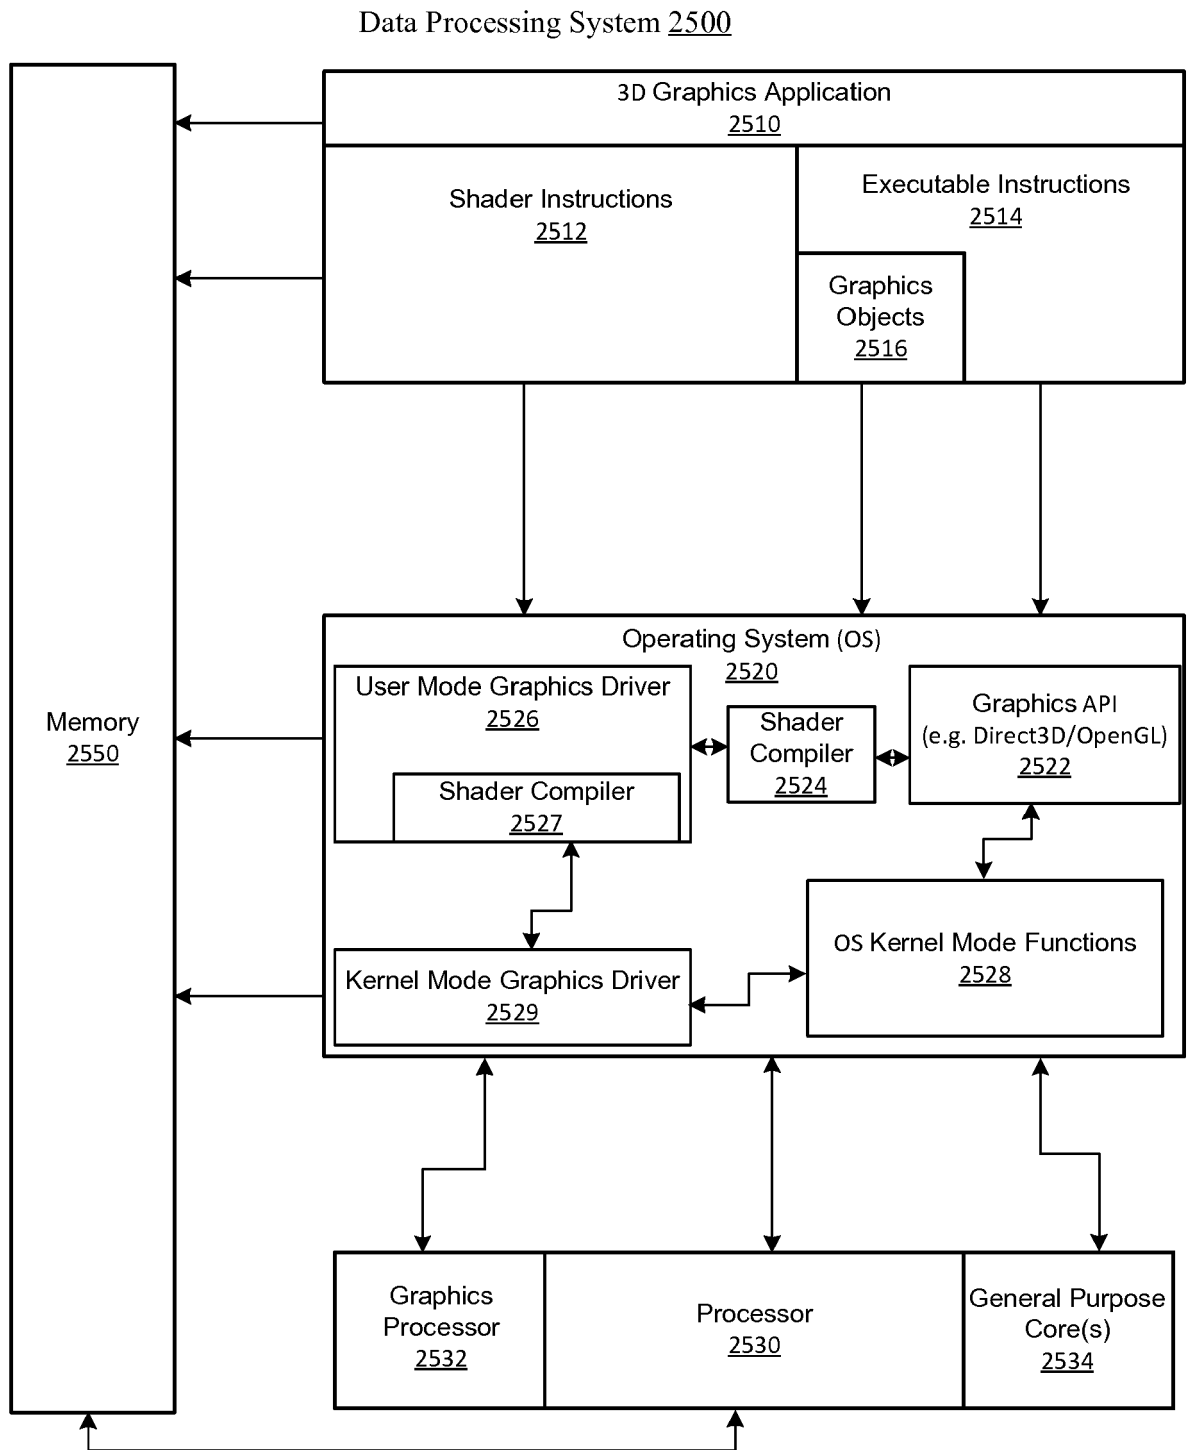 Data Processing System 2500
3D Graphics Application
2510
Shader Instructions
2512
Executable Instructions
2514
Graphics
Objects
2516
Memory
2550
Operating System (OS)
2520
User Mode Graphics Driver
2526
Shader Compiler
2527
Shader
Compiler
2524
Graphics API
(e.g. Direct3D/OpenGL)
2522
Kernel Mode Graphics Driver
2529
OS Kernel Mode Functions
2528
Graphics
Processor
2532
Processor
2530
General Purpose
Core(s)
2534